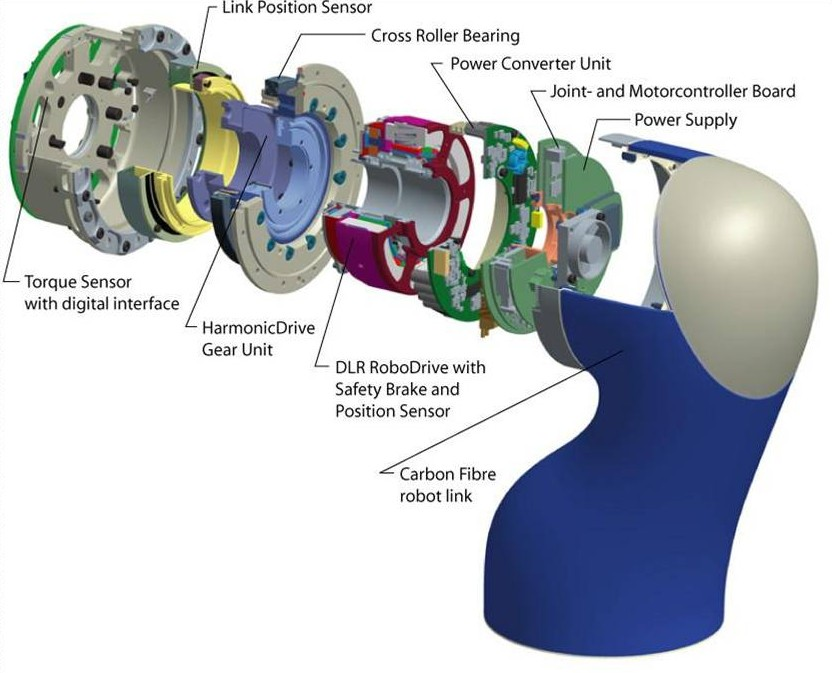 Link Position Sensor
Cross Roller Bearing
Power Converter Unit
Joint- and Motorcontroller Board
Power Supply
Torque Sensor
with digital interface
HarmonicDrive
Gear Unit
DLR RoboDrive with
Safety Brake and
Position Sensor
Carbon Fibre
robot link